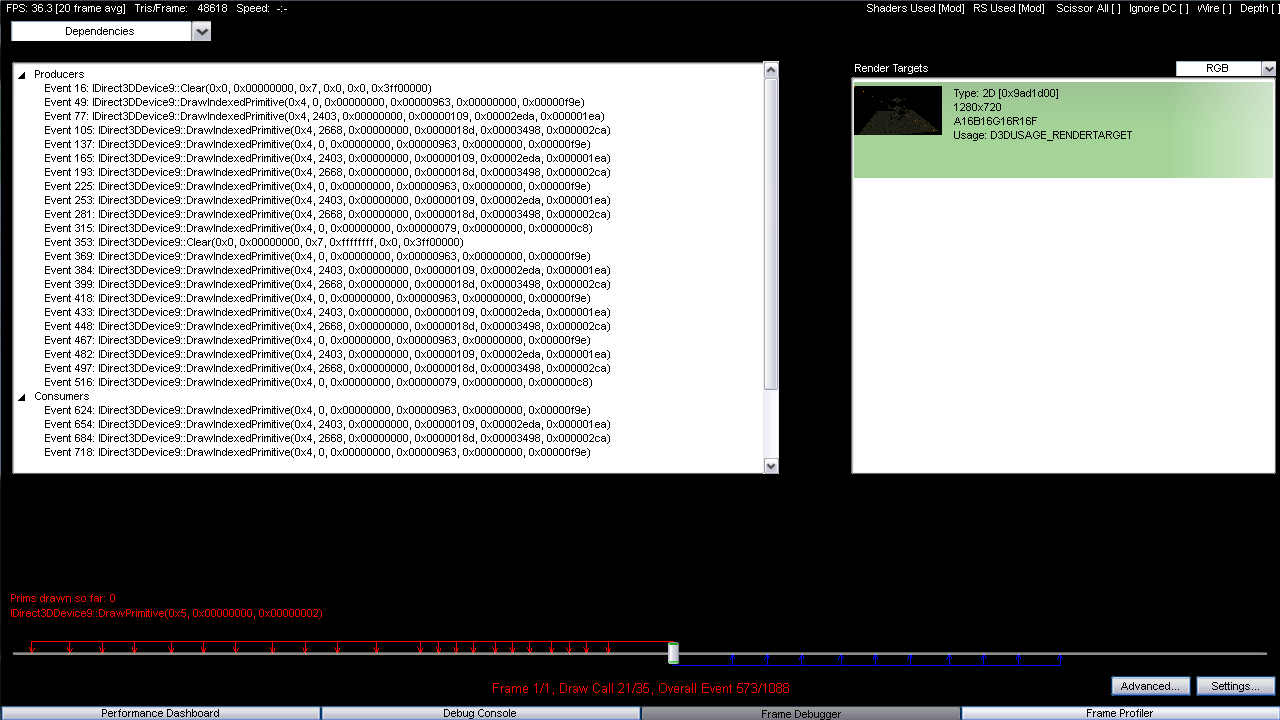 FPS: 36.3 [20 frame avg] Tris/Frame: 48618 Speed: -:- Shaders Used [Mod] RS Used [Mod] Scissor All [ ] Ignore DC [ ] Wire [ ] Depth [ ]
Dependencies
Producers
Event 16: IDirect3DDevice9::Clear(0x0, 0x00000000, 0x7, 0x0, 0x0, 0x3ff00000)
Event 49: IDirect3DDevice9::DrawIndexedPrimitive(0x4, 0, 0x00000000, 0x00000963, 0x00000000, 0x00000f9e)
Event 77: IDirect3DDevice9::DrawIndexedPrimitive(0x4, 2403, 0x00000000, 0x00000109, 0x00002eda, 0x000001ea)
Event 105: IDirect3DDevice9::DrawIndexedPrimitive(0x4, 2668, 0x00000000, 0x0000018d, 0x00003498, 0x000002ca)
Event 137: IDirect3DDevice9::DrawIndexedPrimitive(0x4, 0, 0x00000000, 0x00000963, 0x00000000, 0x00000f9e)
Event 165: IDirect3DDevice9::DrawIndexedPrimitive(0x4, 2403, 0x00000000, 0x00000109, 0x00002eda, 0x000001ea)
Event 193: IDirect3DDevice9::DrawIndexedPrimitive(0x4, 2668, 0x00000000, 0x0000018d, 0x00003498, 0x000002ca)
Event 225: IDirect3DDevice9::DrawIndexedPrimitive(0x4, 0, 0x00000000, 0x00000963, 0x00000000, 0x00000f9e)
Event 253: IDirect3DDevice9::DrawIndexedPrimitive(0x4, 2403, 0x00000000, 0x00000109, 0x00002eda, 0x000001ea)
Event 281: IDirect3DDevice9::DrawIndexedPrimitive(0x4, 2668, 0x00000000, 0x0000018d, 0x00003498, 0x000002ca)
Event 315: IDirect3DDevice9::DrawIndexedPrimitive(0x4, 0, 0x00000000, 0x00000079, 0x00000000, 0x000000c8)
Event 353: IDirect3DDevice9::Clear(0x0, 0x00000000, 0x7, 0xffffffff, 0x0, 0x3ff00000)
Event 369: IDirect3DDevice9::DrawIndexedPrimitive(0x4, 0, 0x00000000, 0x00000963, 0x00000000, 0x00000f9e)
Event 384: IDirect3DDevice9::DrawIndexedPrimitive(0x4, 2403, 0x00000000, 0x00000109, 0x00002eda, 0x000001ea)
Event 399: IDirect3DDevice9::DrawIndexedPrimitive(0x4, 2668, 0x00000000, 0x0000018d, 0x00003498, 0x000002ca)
Event 418: IDirect3DDevice9::DrawIndexedPrimitive(0x4, 0, 0x00000000, 0x00000963, 0x00000000, 0x00000f9e)
Event 433: IDirect3DDevice9::DrawIndexedPrimitive(0x4, 2403, 0x00000000, 0x00000109, 0x00002eda, 0x000001ea)
Event 448: IDirect3DDevice9::DrawIndexedPrimitive(0x4, 2668, 0x00000000, 0x0000018d, 0x00003498, 0x000002ca)
Event 467: IDirect3DDevice9::DrawIndexedPrimitive(0x4, 0, 0x00000000, 0x00000963, 0x00000000, 0x00000f9e)
Event 482: IDirect3DDevice9::DrawIndexedPrimitive(0x4, 2403, 0x00000000, 0x00000109, 0x00002eda, 0x000001ea)
Event 497: IDirect3DDevice9::DrawIndexedPrimitive(0x4, 2668, 0x00000000, 0x0000018d, 0x00003498, 0x000002ca)
Event 516: IDirect3DDevice9::DrawIndexedPrimitive(0x4, 0, 0x00000000, 0x00000079, 0x00000000, 0x000000c8)
Consumers
Event 624: IDirect3DDevice9::DrawIndexedPrimitive(0x4, 0, 0x00000000, 0x00000963, 0x00000000, 0x00000f9e)
Event 654: IDirect3DDevice9::DrawIndexedPrimitive(0x4, 2403, 0x00000000, 0x00000109, 0x00002eda, 0x000001ea)
Event 684: IDirect3DDevice9::DrawIndexedPrimitive(0x4, 2668, 0x00000000, 0x0000018d, 0x00003498, 0x000002ca)
Event 718: IDirect3DDevice9::DrawIndexedPrimitive(0x4, 0, 0x00000000, 0x00000963, 0x00000000, 0x00000f9e)
Render Targets
RGB
Type: 2D [0x9ad1d00]
1280x720
A16B16G16R16F
Usage: D3DUSAGE_RENDERTARGET
Prims drawn so far: 0
IDirect3DDevice9::DrawPrimitive(0x5, 0x00000000, 0x00000002)
Frame 1/1, Draw Call 21/35, Overall Event 573/1088
Advanced... Settings...
Performance Dashboard Debug Console Frame Debugger Frame Profiler